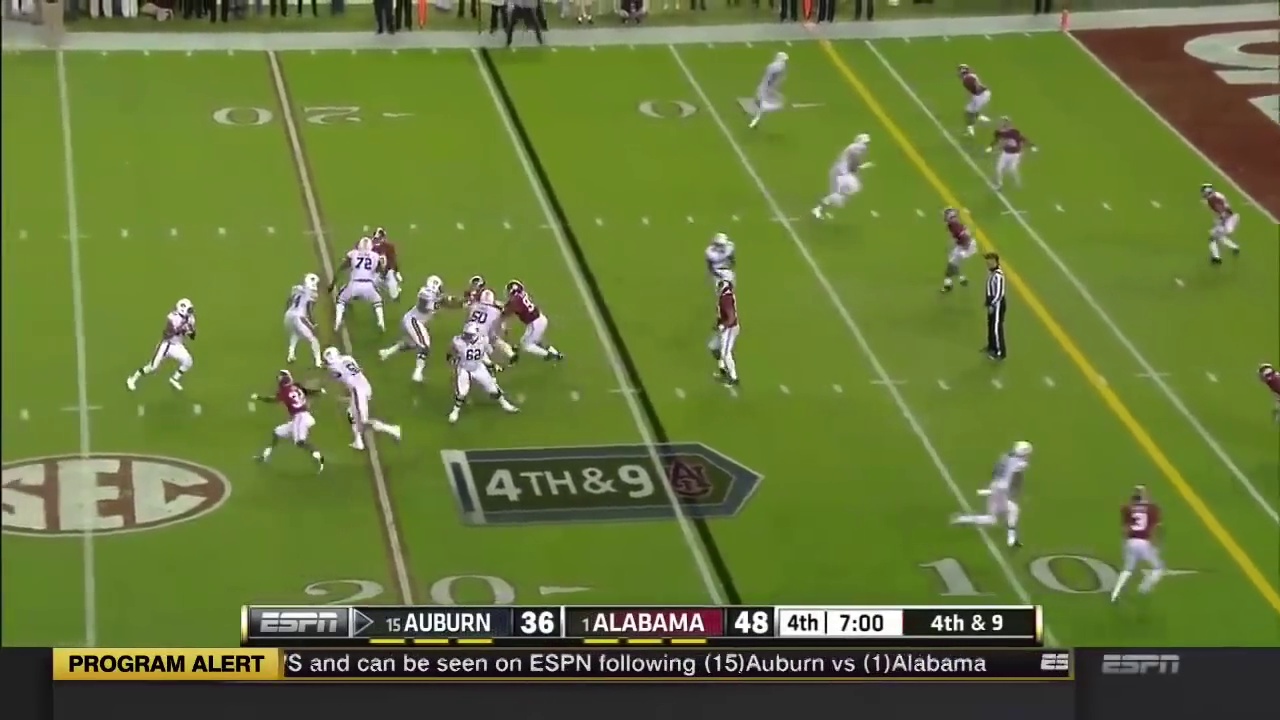 20 10
72
50
62
4TH&9 AU
SEC
3
20 10
ESPN 15 AUBURN 36 1 ALABAMA 48 4th 7:00 4th & 9
PROGRAM ALERT 'S and can be seen on ESPN following (15)Auburn vs (1)Alabama ESPN